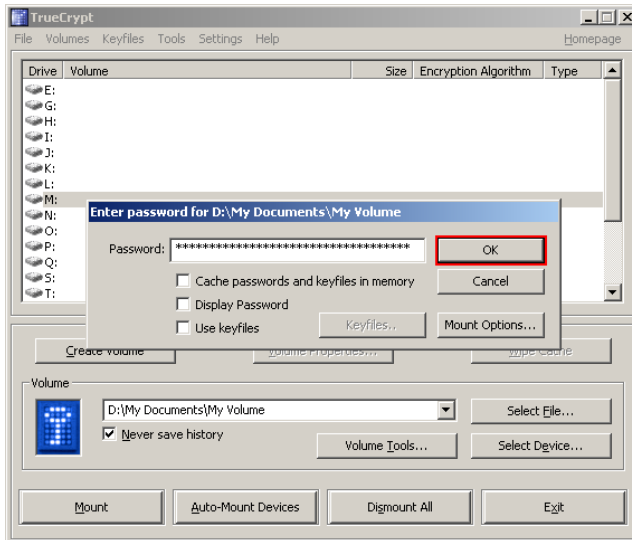 TrueCrypt
File Volumes Keyfiles Tools Settings Help Homepage
Drive Volume Size Encryption Algorithm Type
E:
G:
H:
I:
J:
K:
L:
M:
N:
O:
P:
Q:
S:
T:
Enter password for D:\My Documents\My Volume
Password: *********************************** OK
Cache passwords and keyfiles in memory Cancel
Display Password
Use keyfiles Keyfiles.. Mount Options...
Create Volume Volume Properties... Wipe Cache
Volume
D:\My Documents\My Volume Select File...
Never save history Volume Tools... Select Device...
Mount Auto-Mount Devices Dismount All Exit